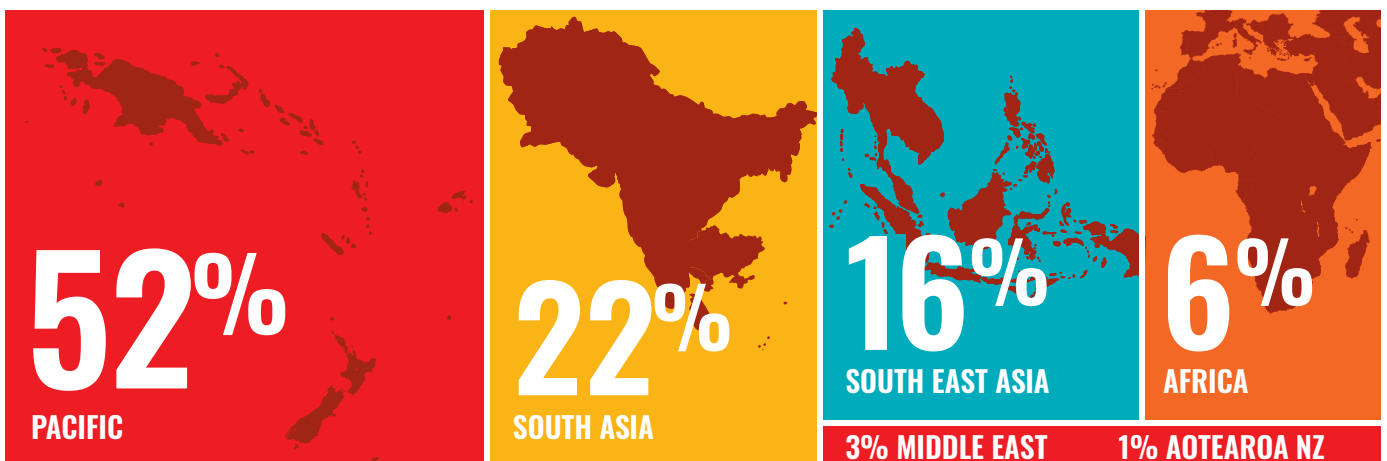 52%
PACIFIC
22%
SOUTH ASIA
16%
SOUTH EAST ASIA
6%
AFRICA
3% MIDDLE EAST
1% AOTEAROA NZ